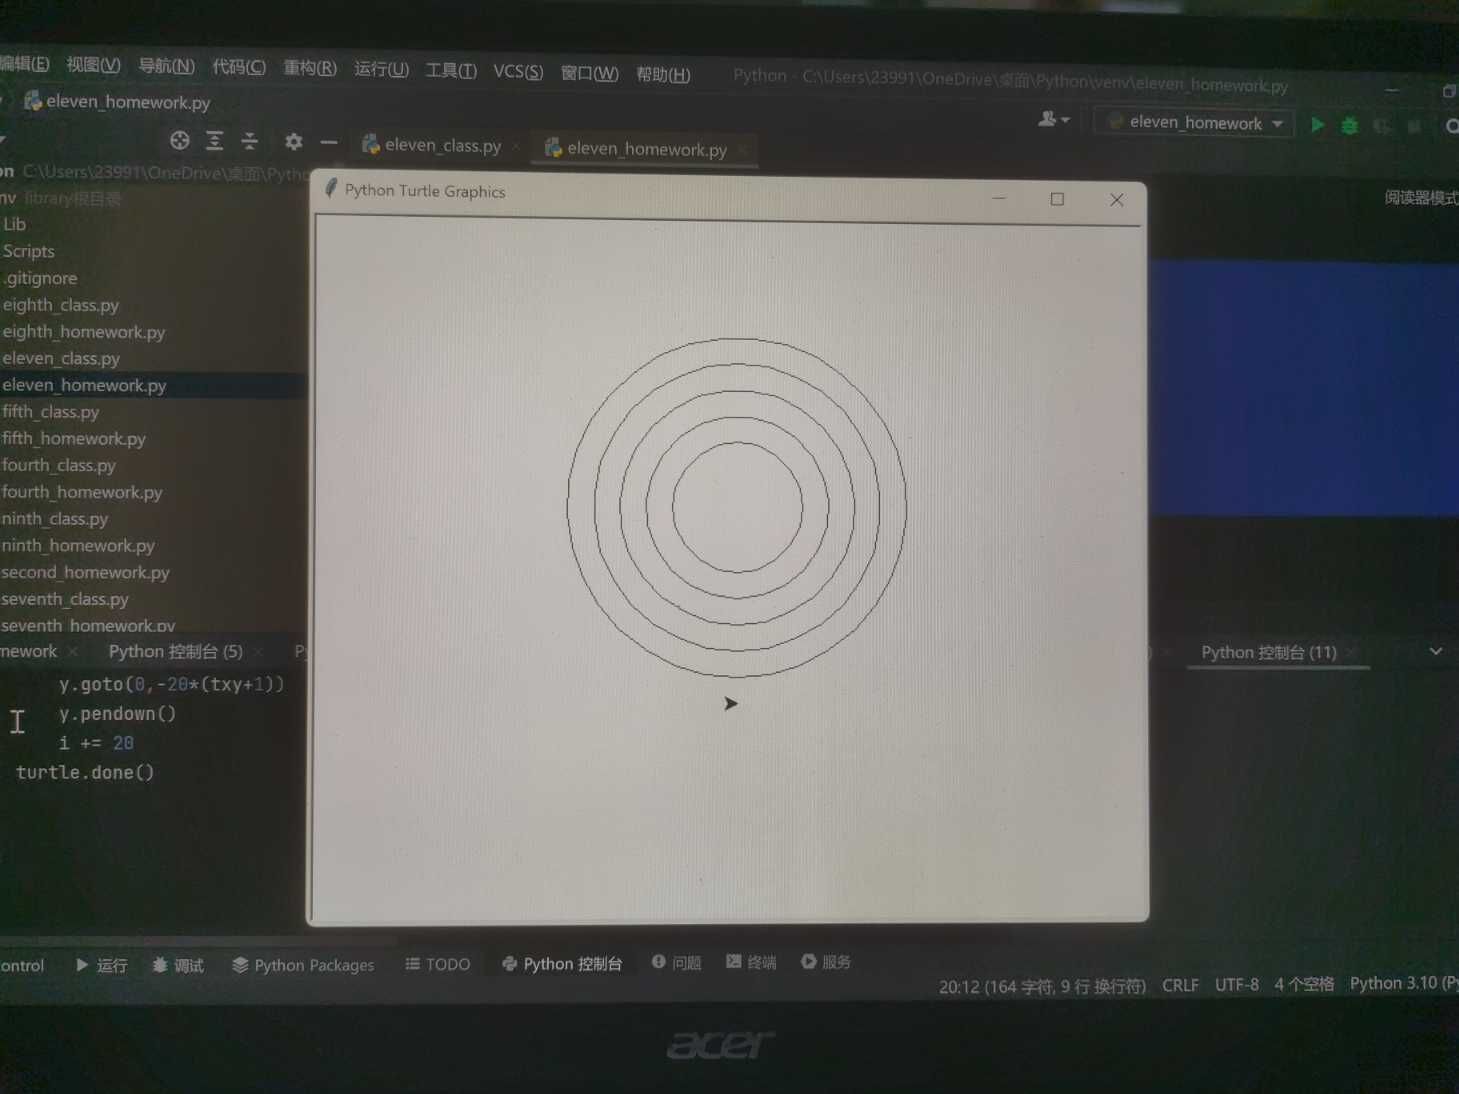 编辑(E) 视图(V) 导航(N) 代码(C) 重构(R) 运行(U) 工具(T) VCS(S) 窗口(W) 帮助(H) Python - C:\Users\23991\OneDrive\桌面\Python\venv\eleven_homework.py
eleven_homework.py
eleven_homework
eleven_class.py eleven_homework.py
on C:\Users\23991\OneDrive\桌面\Pytho
Python Turtle Graphics
nv library根目录
阅读器模式
Lib
Scripts
.gitignore
eighth_class.py
eighth_homework.py
eleven_class.py
eleven_homework.py
fifth_class.py
fifth_homework.py
fourth_class.py
fourth_homework.py
ninth_class.py
ninth_homework.py
second_homework.py
seventh_class.py
seventh_homework.py
mework Python 控制台 (5) Python 控制台 (11)
y.goto(0,-20*(txy+1))
y.pendown()
i += 20
turtle.done()
ontrol 运行 调试 Python Packages TODO Python 控制台 问题 终端 服务
20:12 (164 字符, 9 行 换行符) CRLF UTF-8 4 个空格 Python 3.10 (Py
acer